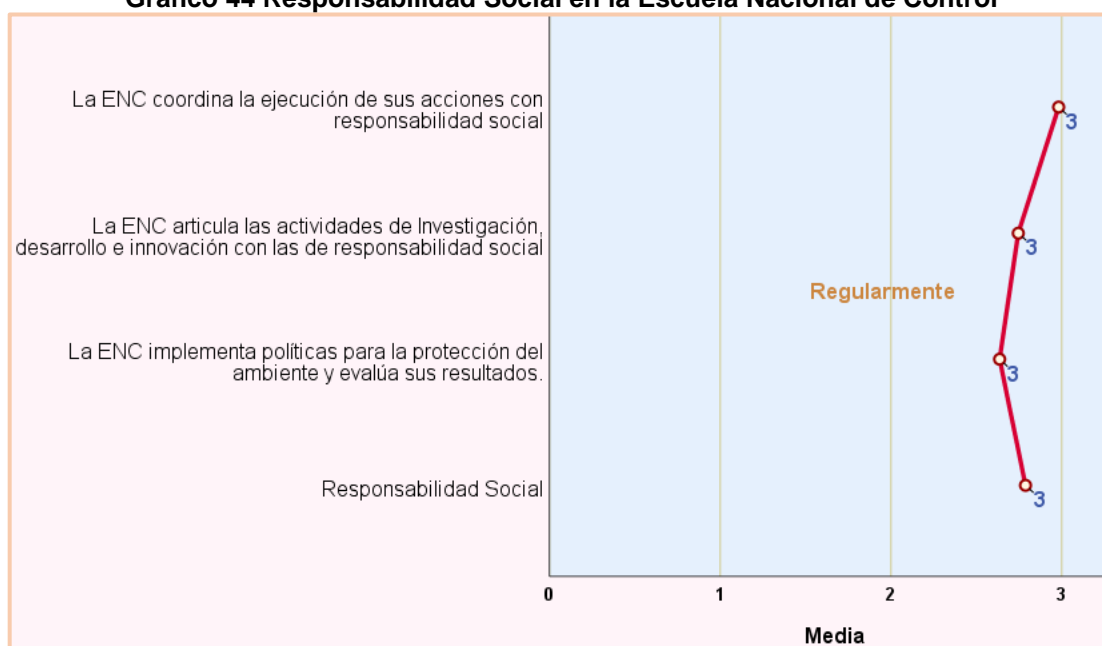 Gráfico 44 Responsabilidad Social en la Escuela Nacional de Control
La ENC coordina la ejecución de sus acciones con
responsabilidad social
3
La ENC articula las actividades de Investigación,
desarrollo e innovación con las de responsabilidad social
3
Regularmente
La ENC implementa políticas para la protección del
ambiente y evalúa sus resultados.
3
Responsabilidad Social
3
0 1 2 3
Media